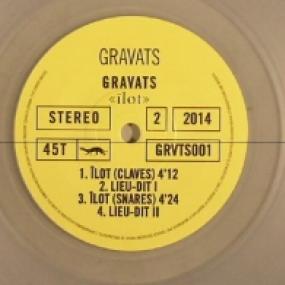 GRAVATS
GRAVATS
«îlot»
STEREO 2 2014
45T GRVTS001
1. ÎLOT (CLAVES) 4'12
2. LIEU-DIT I
3. ÎLOT (SNARES) 4'24
4. LIEU-DIT II